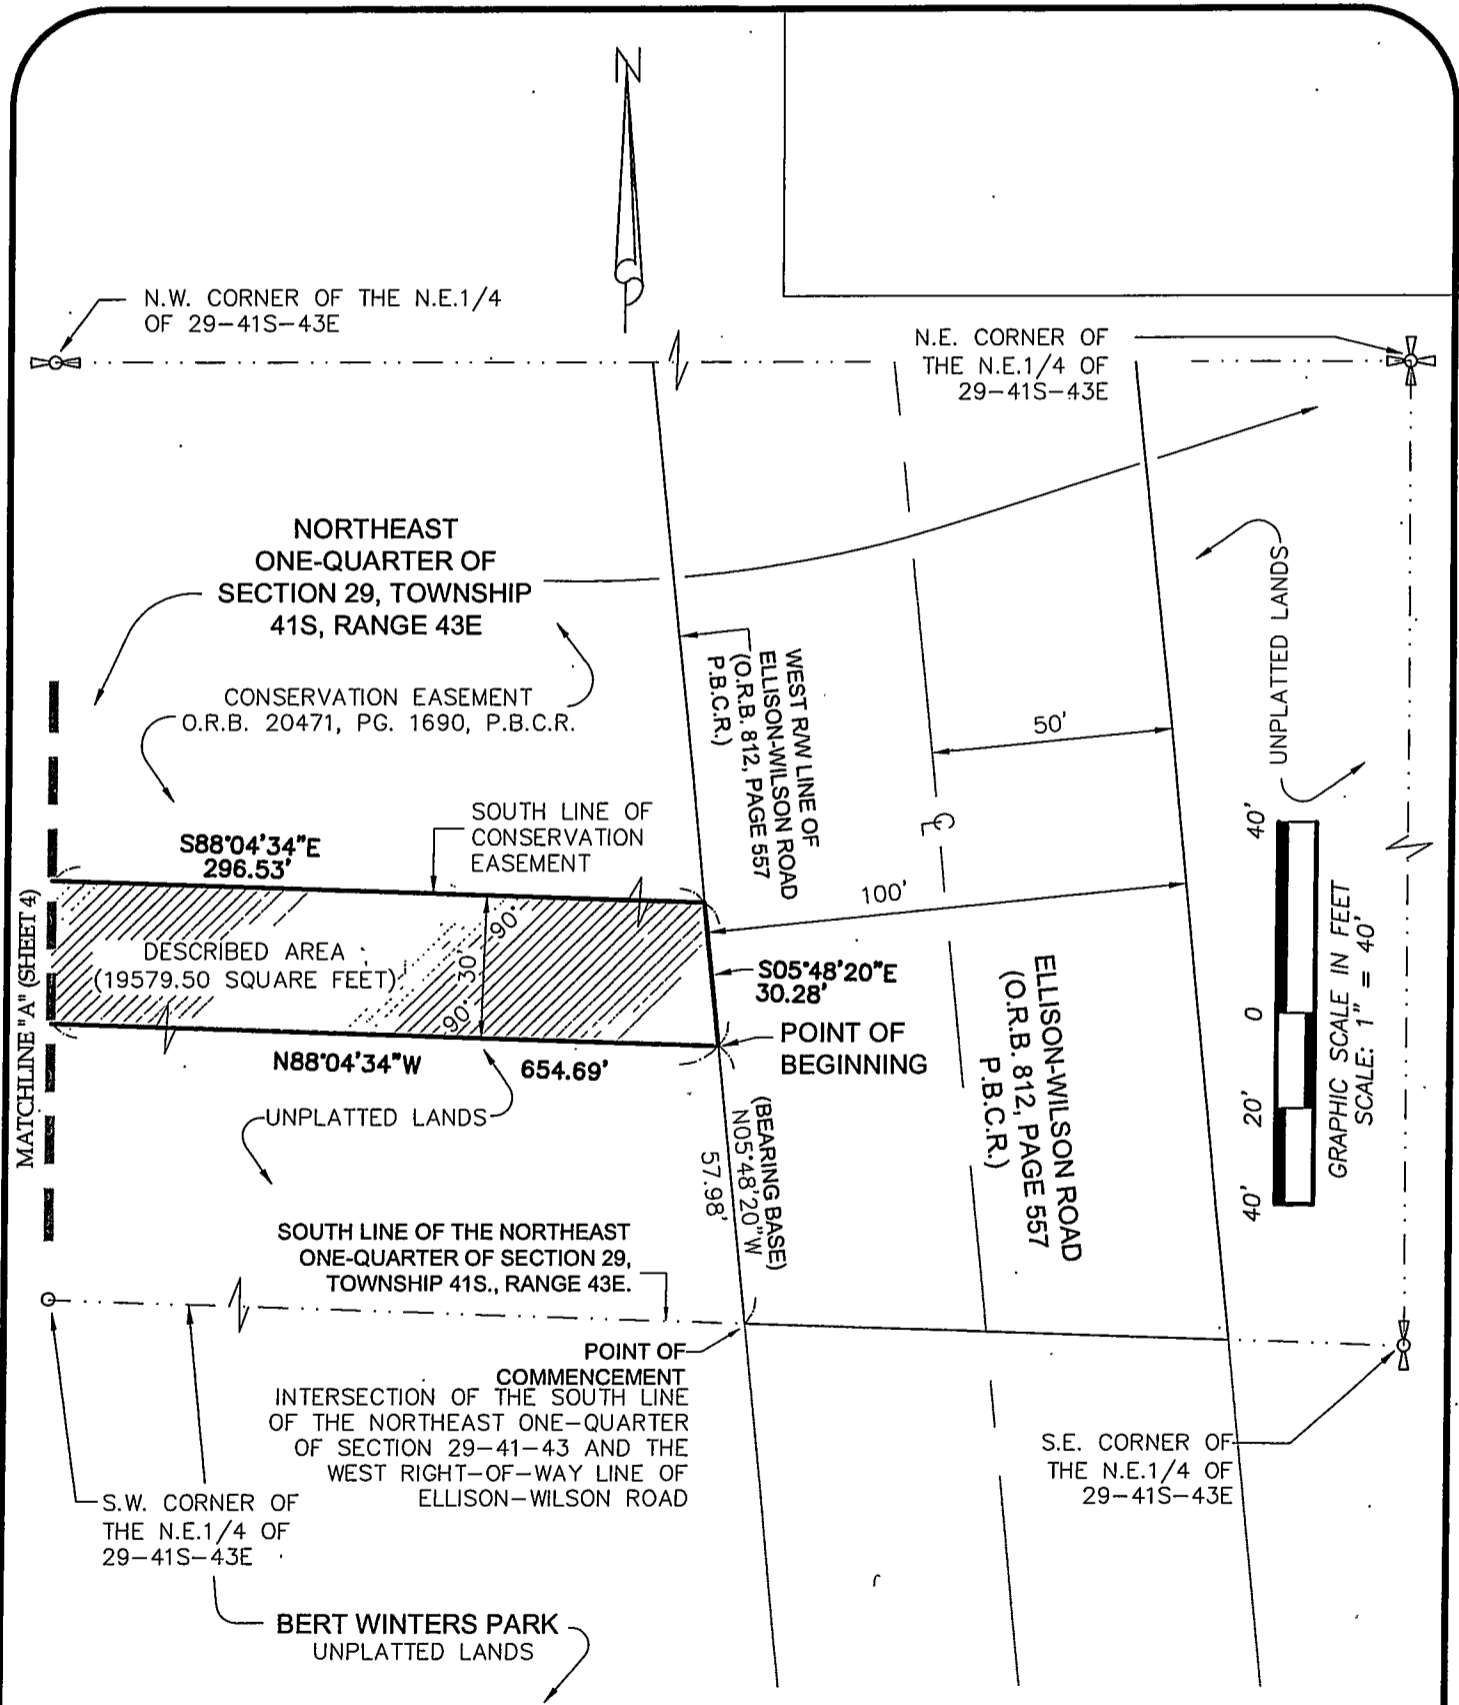 N
N.W. CORNER OF THE N.E.1/4
OF 29-41S-43E
N.E. CORNER OF
THE N.E.1/4 OF
29-41S-43E
NORTHEAST
ONE-QUARTER OF
SECTION 29, TOWNSHIP
41S, RANGE 43E
CONSERVATION EASEMENT
O.R.B. 20471, PG. 1690, P.B.C.R.
WEST R/W LINE OF
ELLISON-WILSON ROAD
(O.R.B. 812, PAGE 557
P.B.C.R.)
50'
UNPLATTED LANDS
SOUTH LINE OF
CONSERVATION
EASEMENT
S88°04'34"E
296.53'
CL
100'
MATCHLINE "A" (SHEET 4)
DESCRIBED AREA
(19579.50 SQUARE FEET)
90°
30'
90°
S05°48'20"E
30.28'
POINT OF
BEGINNING
N88°04'34"W
654.69'
UNPLATTED LANDS
(BEARING BASE)
N05°48'20"W
57.98'
ELLISON-WILSON ROAD
(O.R.B. 812, PAGE 557
P.B.C.R.)
40'
0
20'
40'
GRAPHIC SCALE IN FEET
SCALE: 1" = 40'
SOUTH LINE OF THE NORTHEAST
ONE-QUARTER OF SECTION 29,
TOWNSHIP 41S., RANGE 43E.
POINT OF
COMMENCEMENT
INTERSECTION OF THE SOUTH LINE
OF THE NORTHEAST ONE-QUARTER
OF SECTION 29-41-43 AND THE
WEST RIGHT-OF-WAY LINE OF
ELLISON-WILSON ROAD
S.E. CORNER OF
THE N.E.1/4 OF
29-41S-43E
S.W. CORNER OF
THE N.E.1/4 OF
29-41S-43E
BERT WINTERS PARK
UNPLATTED LANDS